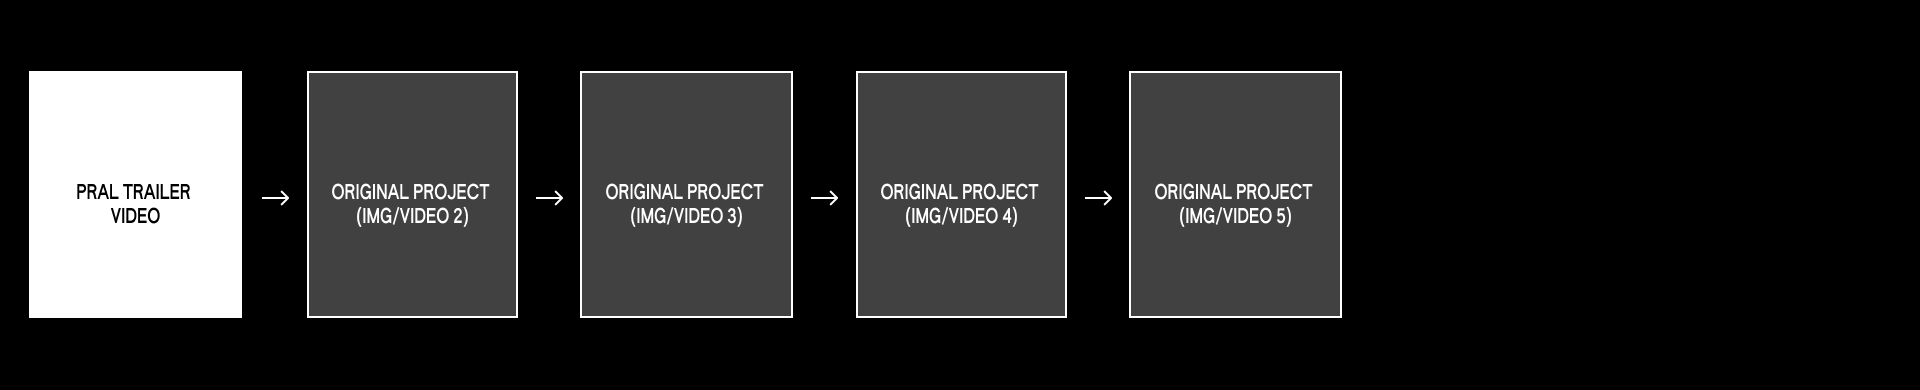 PRAL TRAILER
VIDEO
ORIGINAL PROJECT
(IMG/VIDEO 2)
ORIGINAL PROJECT
(IMG/VIDEO 3)
ORIGINAL PROJECT
(IMG/VIDEO 4)
ORIGINAL PROJECT
(IMG/VIDEO 5)